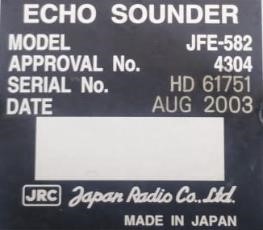 ECHO SOUNDER
MODEL JFE-582
APPROVAL No. 4304
SERIAL No. HD 61751
DATE AUG 2003
JRC Japan Radio Co., Ltd.
MADE IN JAPAN